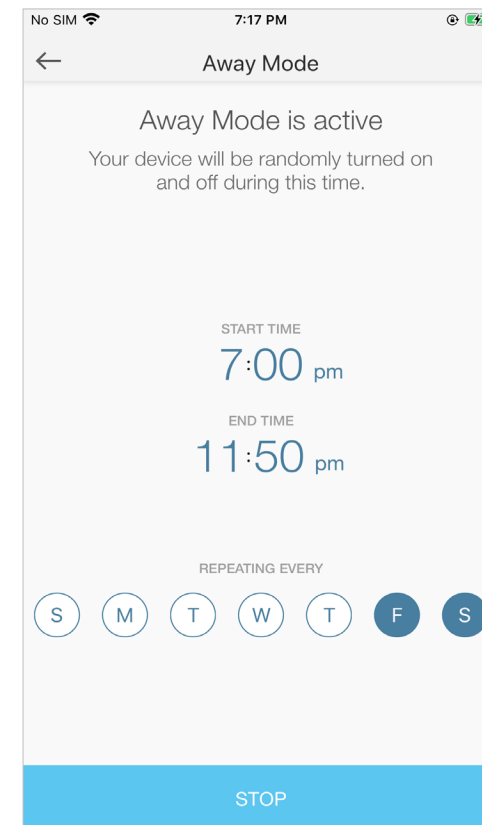 No SIM 7:17 PM
Away Mode
Away Mode is active
Your device will be randomly turned on
and off during this time.
START TIME
7:00 pm
END TIME
11:50 pm
REPEATING EVERY
S M T W T F S
STOP